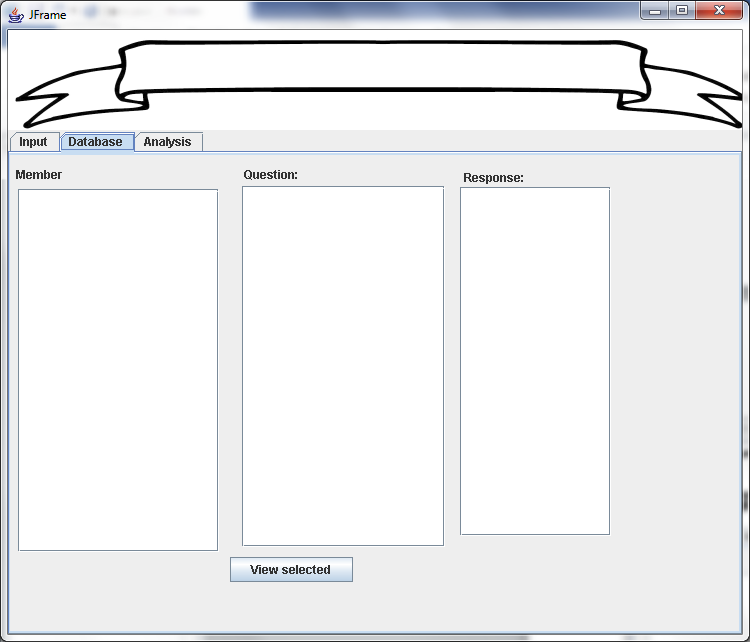 JFrame
Input Database Analysis
Member Question: Response:
View selected